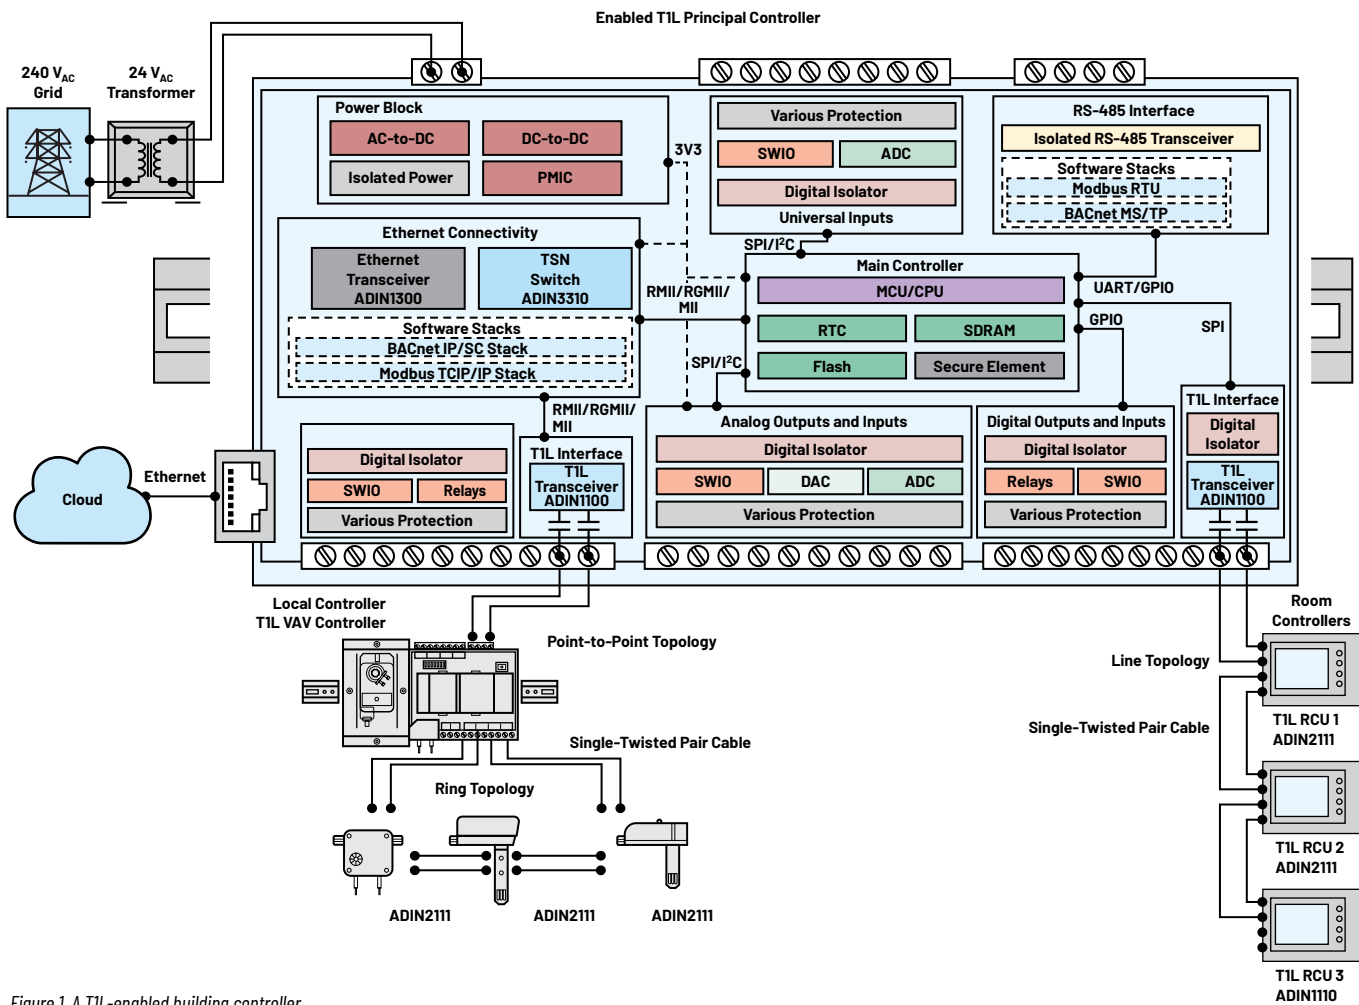 Enabled T1L Principal Controller
240 VAC
Grid
24 VAC
Transformer
Power Block
AC-to-DC
DC-to-DC
Isolated Power
PMIC
3V3
Various Protection
SWIO
ADC
Digital Isolator
Universal Inputs
RS-485 Interface
Isolated RS-485 Transceiver
Software Stacks
Modbus RTU
BACnet MS/TP
Ethernet Connectivity
Ethernet
Transceiver
ADIN1300
TSN
Switch
ADIN3310
Software Stacks
BACnet IP/SC Stack
Modbus TCIP/IP Stack
SPI/I²C
RMII/RGMII/
MII
SPI/I²C
Main Controller
MCU/CPU
RTC
SDRAM
Flash
Secure Element
UART/GPIO
GPIO
SPI
RMII/RGMII/
MII
Digital Isolator
SWIO
Relays
Various Protection
T1L Interface
T1L
Transceiver
ADIN1100
Analog Outputs and Inputs
Digital Isolator
SWIO
DAC
ADC
Various Protection
Digital Outputs and Inputs
Digital Isolator
Relays
SWIO
Various Protection
T1L Interface
Digital
Isolator
T1L
Transceiver
ADIN1100
Cloud
Ethernet
Local Controller
T1L VAV Controller
Point-to-Point Topology
Single-Twisted Pair Cable
Ring Topology
ADIN2111
ADIN2111
ADIN2111
Room
Controllers
Line Topology
Single-Twisted Pair Cable
T1L RCU 1
ADIN2111
T1L RCU 2
ADIN2111
T1L RCU 3
ADIN1110
Figure 1. A T1L-enabled building controller